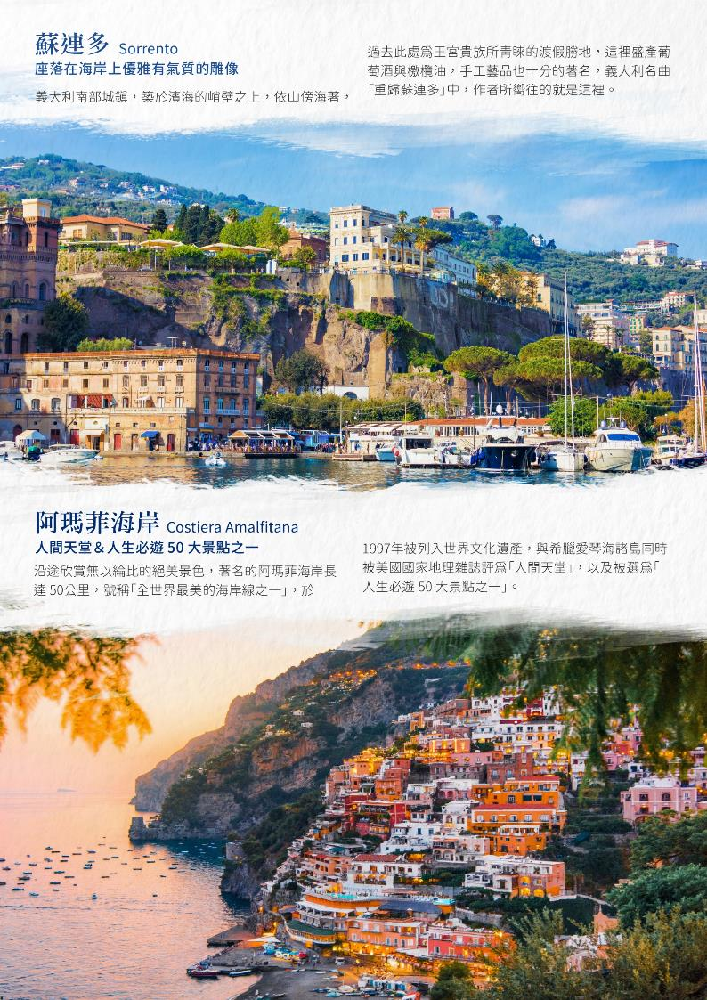 蘇連多 Sorrento
座落在海岸上優雅有氣質的雕像
義大利南部城鎮，築於濱海的峭壁之上，依山傍海著，
過去此處為王宮貴族所青睞的渡假勝地，這裡盛產葡
萄酒與橄欖油，手工藝品也十分的著名，義大利名曲
「重歸蘇連多」中，作者所嚮往的就是這裡。
阿瑪菲海岸 Costiera Amalfitana
人間天堂＆人生必遊 50 大景點之一
沿途欣賞無以綸比的絕美景色，著名的阿瑪菲海岸長
達 50公里，號稱「全世界最美的海岸線之一」，於
1997年被列入世界文化遺產，與希臘愛琴海諸島同時
被美國國家地理雜誌評為「人間天堂」，以及被選為「
人生必遊 50 大景點之一」。